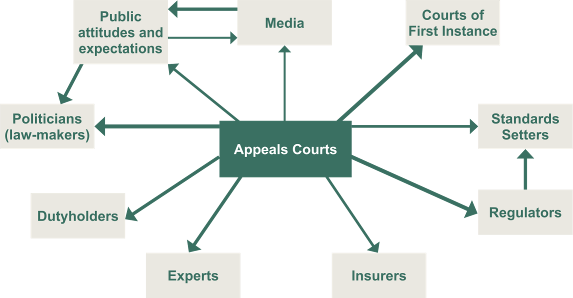 Public
attitudes and
expectations
Media
Courts of
First Instance
Politicians
(law-makers)
Appeals Courts
Standards
Setters
Dutyholders
Regulators
Experts
Insurers